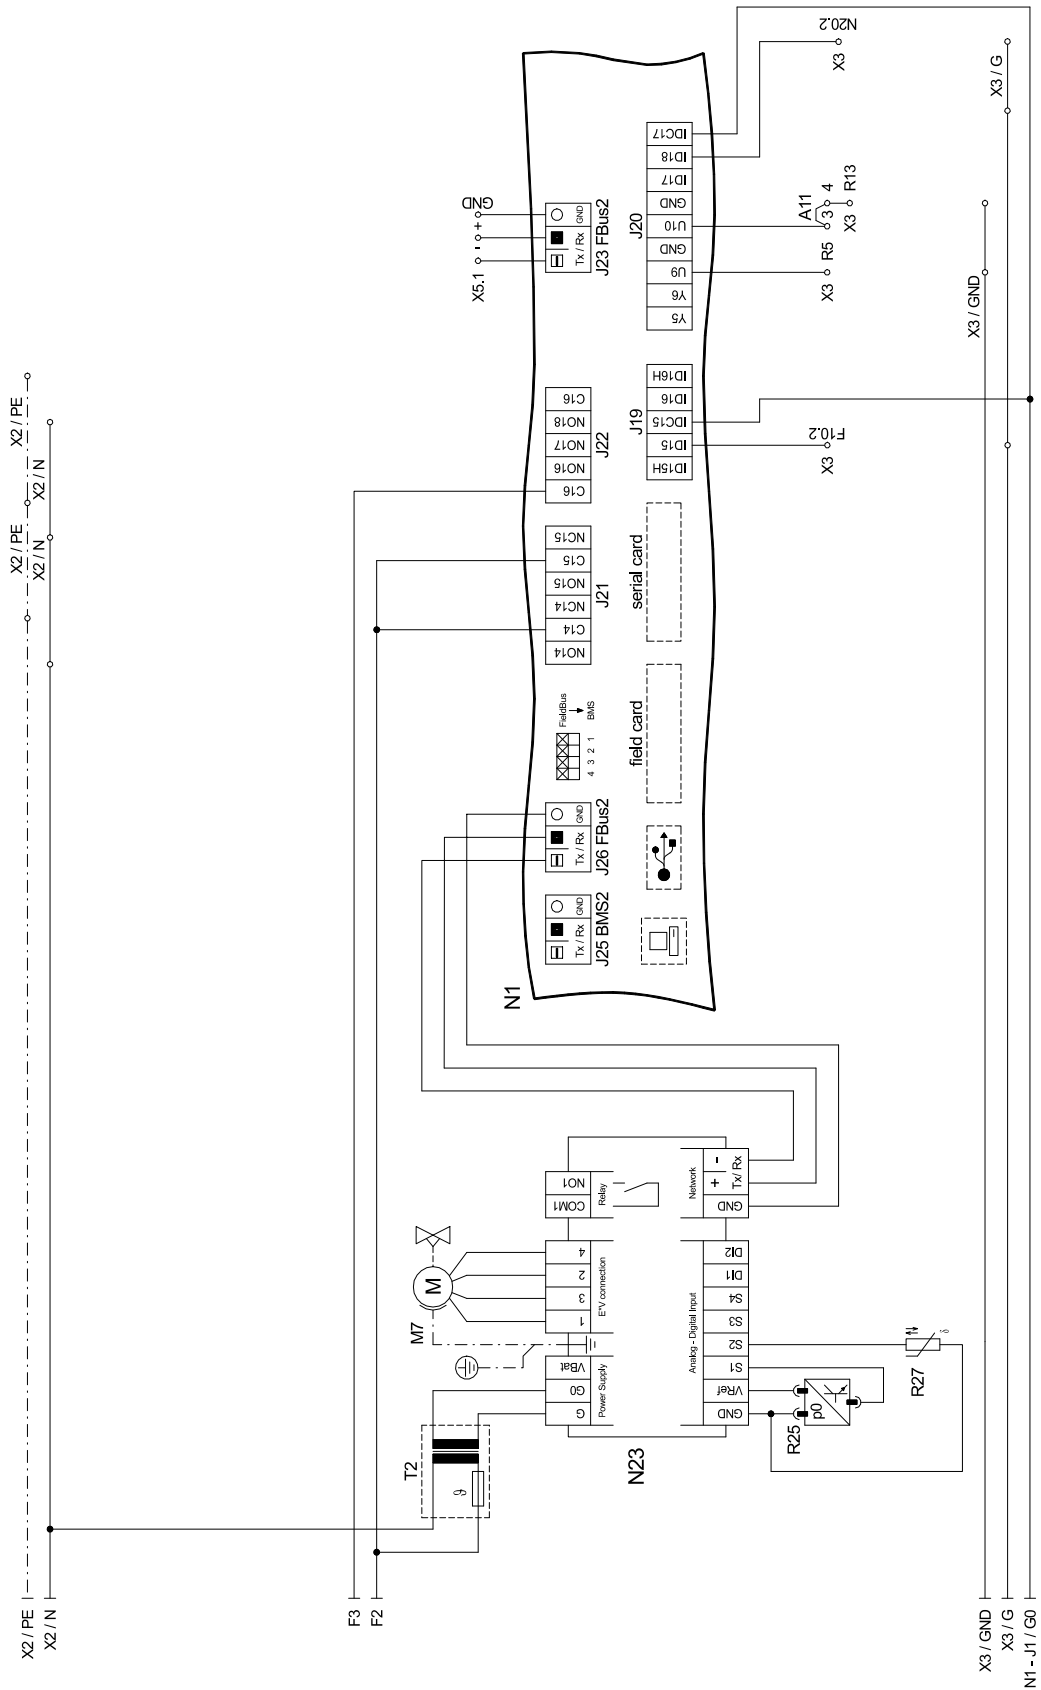 X2 / PE
X2 / N
X2 / PE
X2 / N
X2 / PE
X2 / N
F3
F2
T2
ϑ
M7
M
N23
G
G0
VBat
Power Supply
1
3
2
4
E*V connection
COM1
NO1
Relay
GND
VRef
S1
S2
S3
S4
DI1
DI2
Analog - Digital Input
GND
+
-
Tx/ Rx
Network
R25
p0
R27
δ
N1
Tx / Rx
GND
J25 BMS2
Tx / Rx
GND
J26 FBus2
4 3 2 1
FieldBus
BMS
NO14
C14
NC14
NO15
C15
NC15
J21
C16
NO16
NO17
NO18
C16
J22
X5.1
-
+
GND
Tx / Rx
GND
J23 FBus2
field card
serial card
ID15H
ID15
IDC15
ID16
ID16H
J19
Y5
Y6
U9
GND
U10
GND
ID17
ID18
IDC17
J20
X3
F10.2
X3
R5
X3
3
4
A11
R13
X3
N20.2
X3 / GND
X3 / G
X3 / GND
X3 / G
N1 - J1 / G0